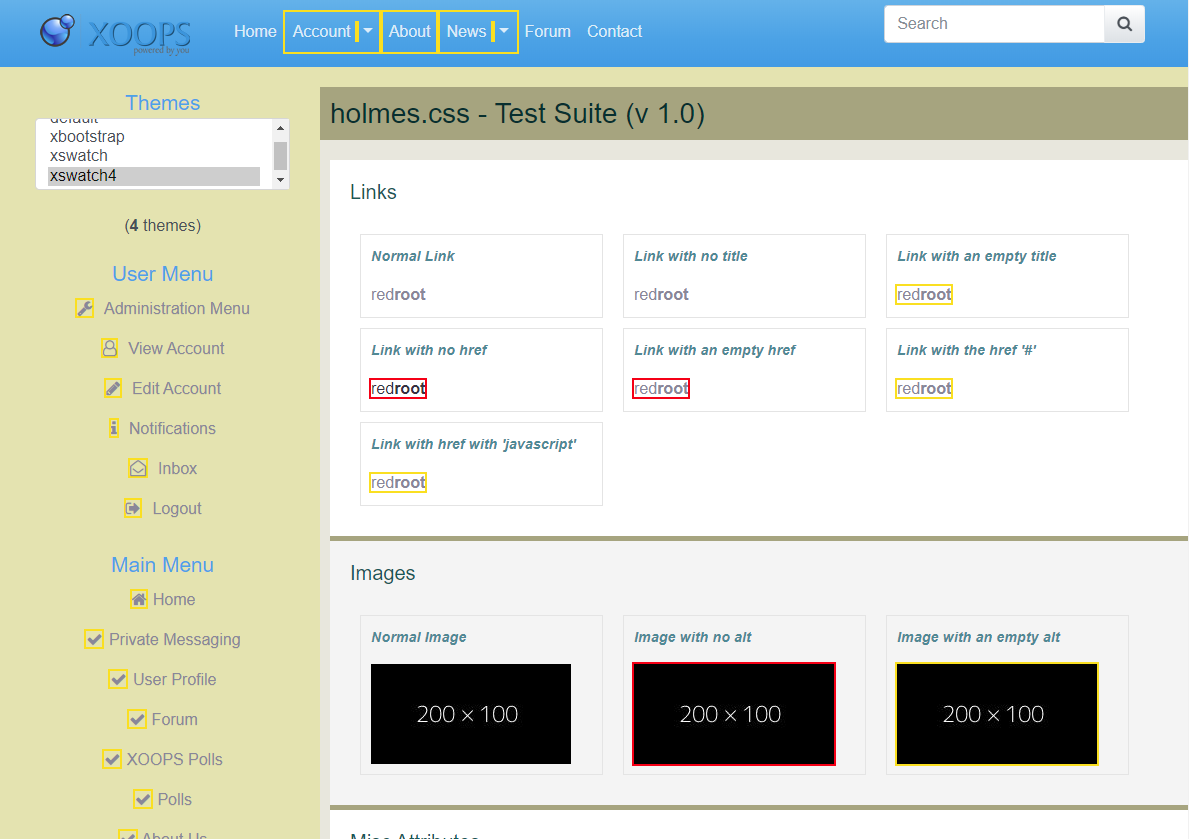 XOOPS
powered by you
Home
Account
About
News
Forum
Contact
Search
Themes
default
xbootstrap
xswatch
xswatch4
(4 themes)
User Menu
Administration Menu
View Account
Edit Account
Notifications
Inbox
Logout
Main Menu
Home
Private Messaging
User Profile
Forum
XOOPS Polls
Polls
About Us
holmes.css - Test Suite (v 1.0)
Links
Normal Link
redroot
Link with no title
redroot
Link with an empty title
redroot
Link with no href
redroot
Link with an empty href
redroot
Link with the href '#'
redroot
Link with href with 'javascript'
redroot
Images
Normal Image
200 × 100
Image with no alt
200 × 100
Image with an empty alt
200 × 100
Misc Attributes